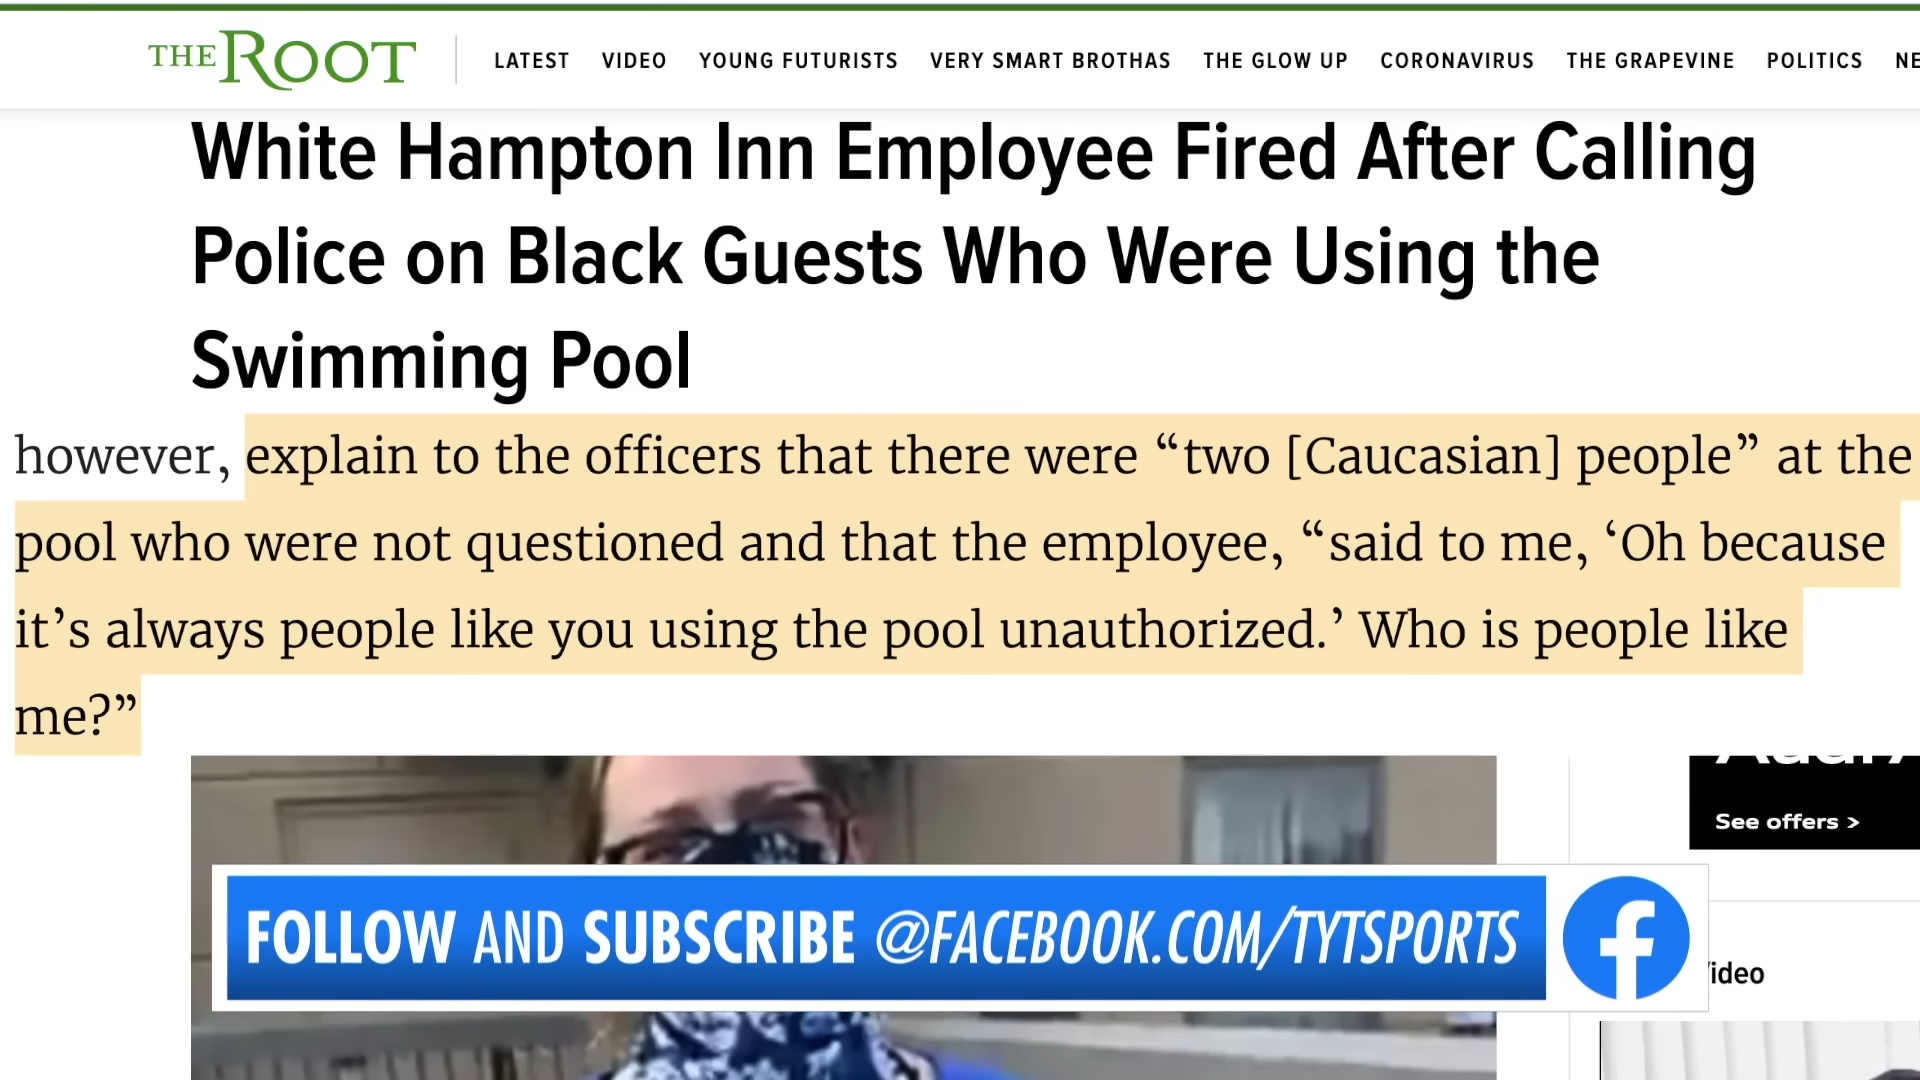 THE ROOT
LATEST VIDEO YOUNG FUTURISTS VERY SMART BROTHAS THE GLOW UP CORONAVIRUS THE GRAPEVINE POLITICS
White Hampton Inn Employee Fired After Calling
Police on Black Guests Who Were Using the
Swimming Pool
however, explain to the officers that there were “two [Caucasian] people” at the
pool who were not questioned and that the employee, “said to me, ‘Oh because
it’s always people like you using the pool unauthorized.’ Who is people like
me?”
See offers >
FOLLOW AND SUBSCRIBE @FACEBOOK.COM/TYTSPORTS